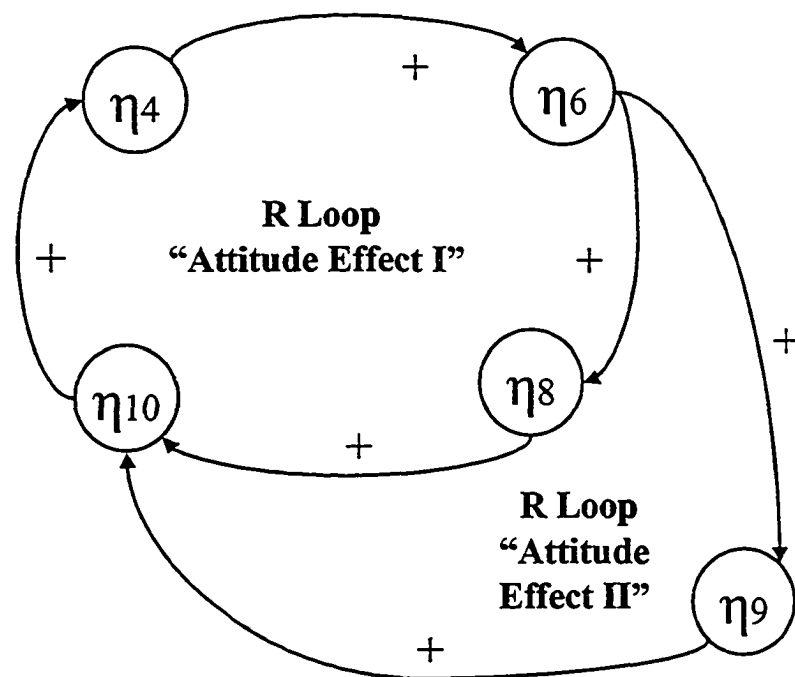 +
η4
η6
R Loop
“Attitude Effect I”
+
+
+
η10
η8
+
R Loop
“Attitude
Effect II”
η9
+